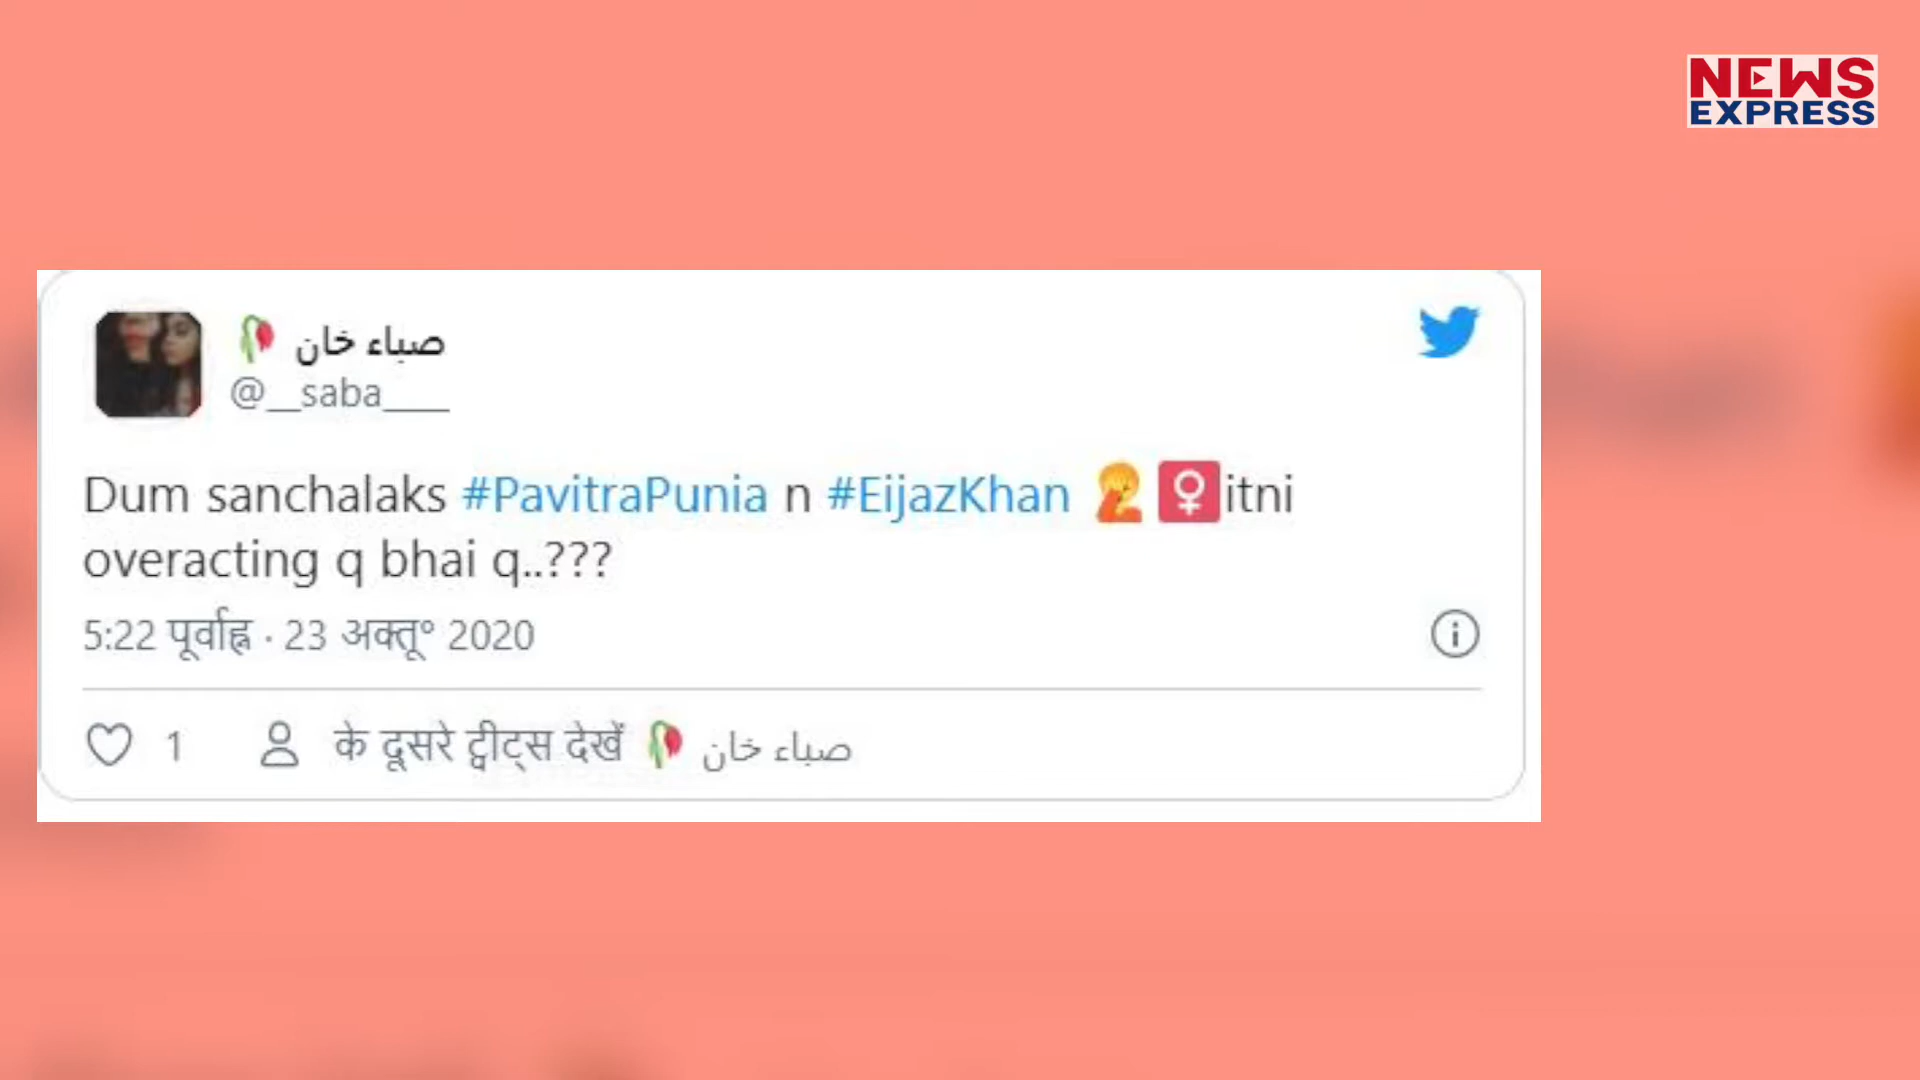 NEWS
EXPRESS
صباء خان 🥀
@__saba____
Dum sanchalaks #PavitraPunia n #EijazKhan 🤦♀itni
overacting q bhai q..???
5:22 पूर्वाह्न · 23 अक्तू॰ 2020
1 के दूसरे ट्वीट्स देखें 🥀 صباء خان